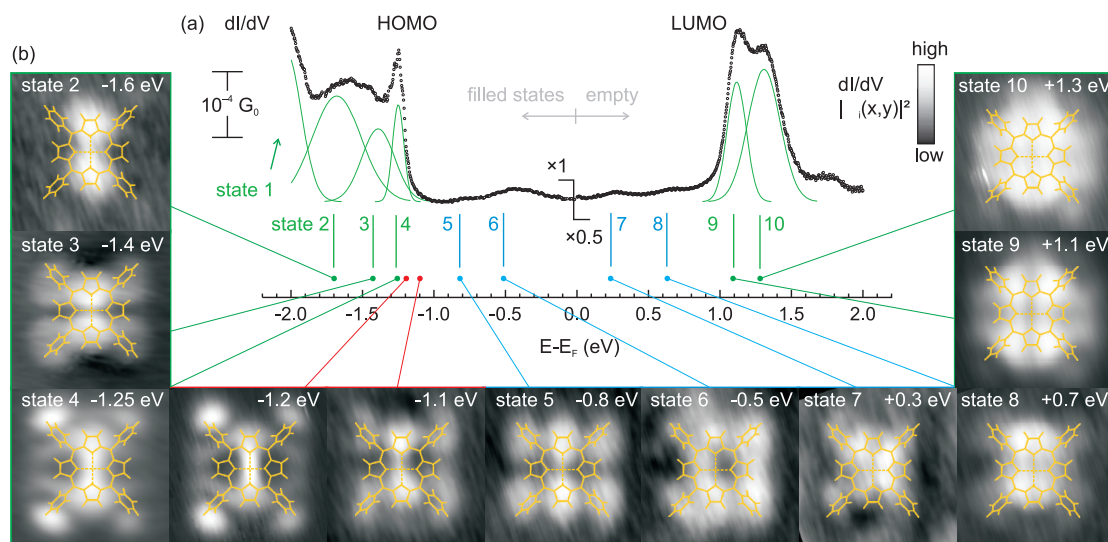 (a)
dI/dV
HOMO
LUMO
high
low
dI/dV
| ᵢ(x,y)|²
10⁻⁴ G₀
filled states
empty
state 1
×1
×0.5
state 2
3
4
5
6
7
8
9
10
-2.0 -1.5 -1.0 -0.5 0.0 0.5 1.0 1.5 2.0
E-E_F (eV)
(b)
state 2 -1.6 eV
state 3 -1.4 eV
state 4 -1.25 eV
-1.2 eV
-1.1 eV
state 5 -0.8 eV
state 6 -0.5 eV
state 7 +0.3 eV
state 8 +0.7 eV
state 9 +1.1 eV
state 10 +1.3 eV